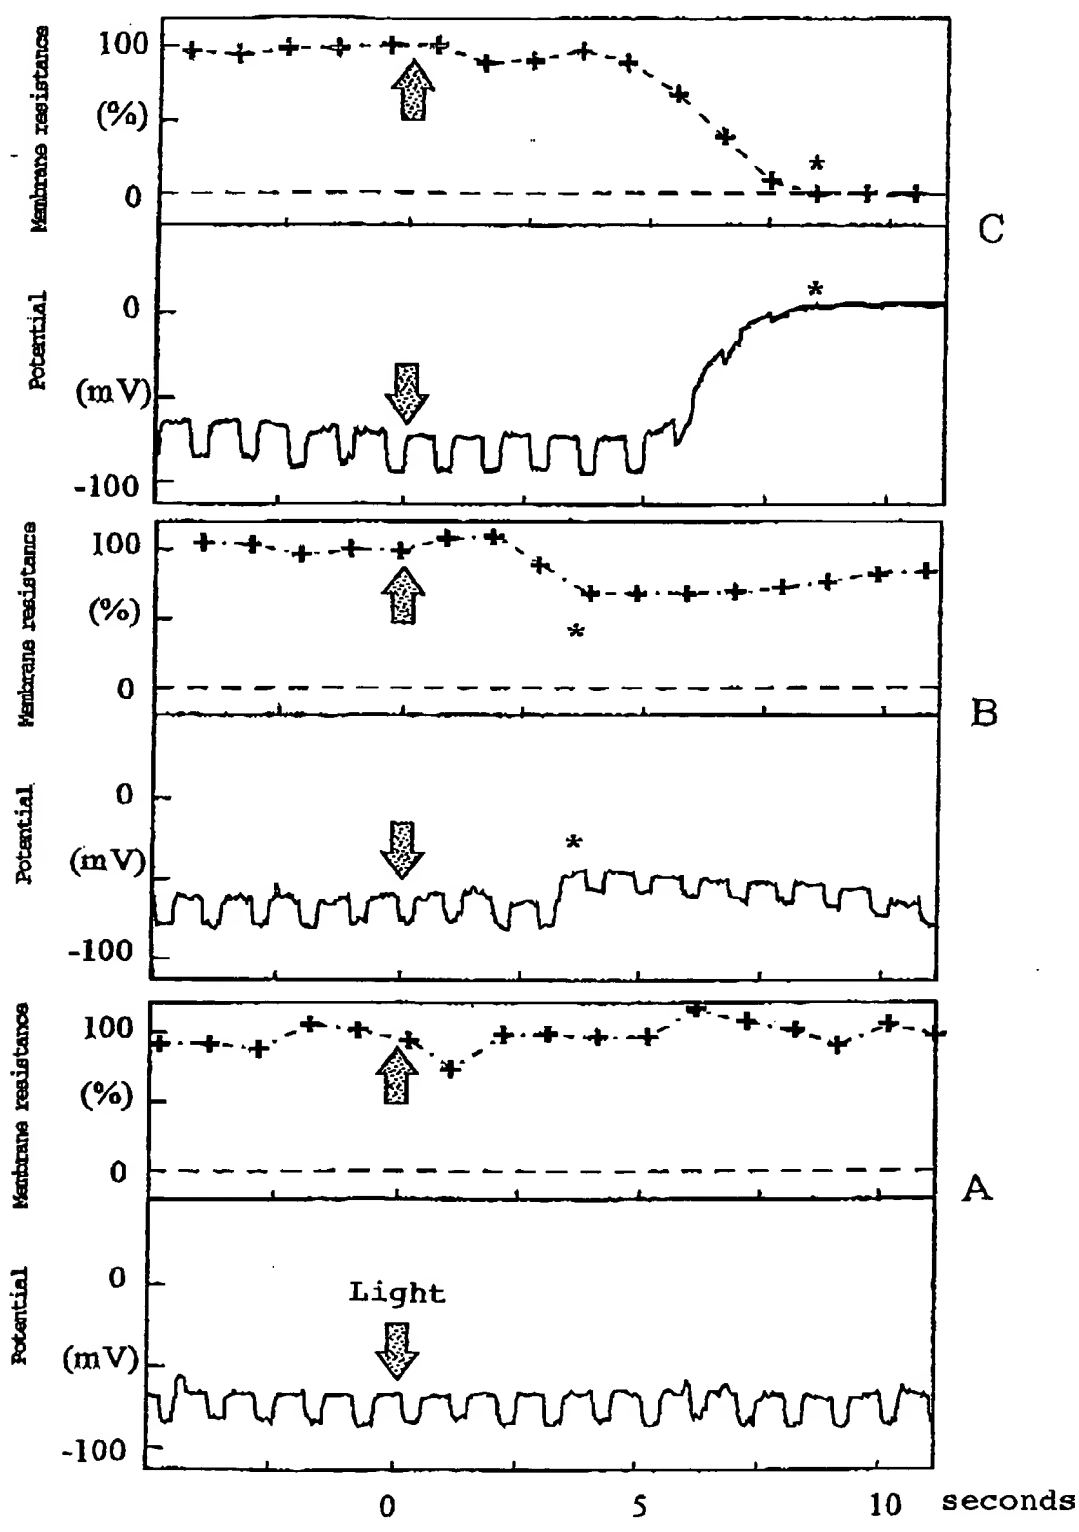 Membrane resistance
100
(%)
0
*
C
Potential
0
*
(mV)
-100
Membrane resistance
100
(%)
*
0
B
Potential
0
*
(mV)
-100
Membrane resistance
100
(%)
0
A
Potential
0
Light
(mV)
-100
0 5 10 seconds